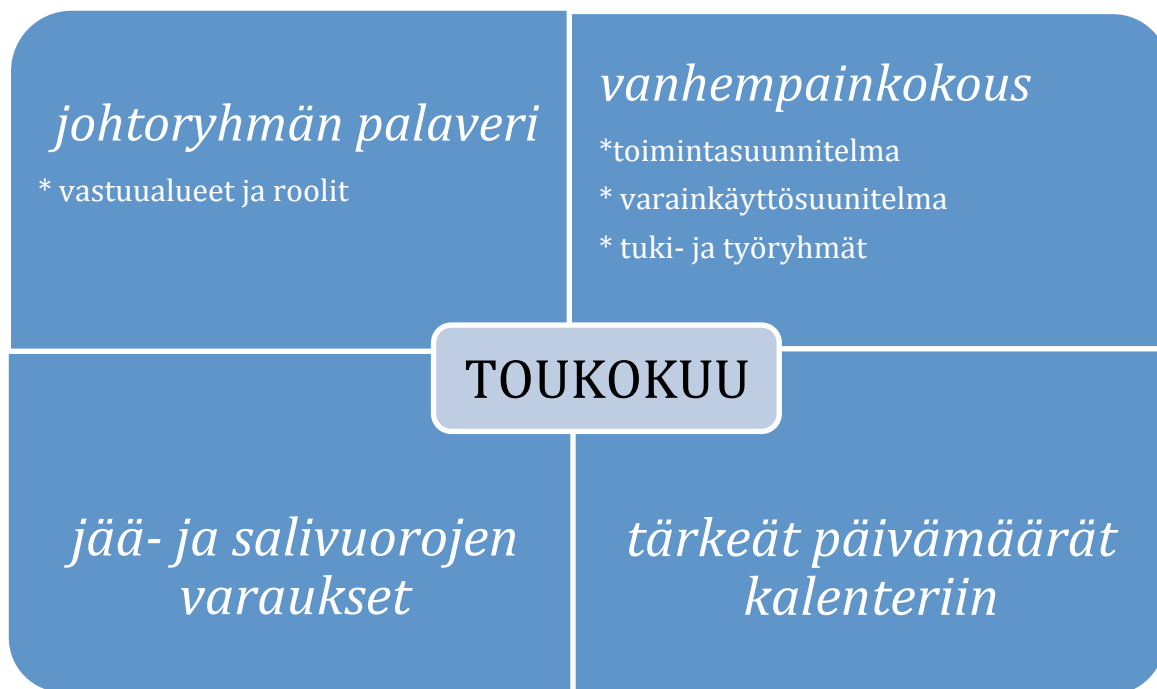 johtoryhmän palaveri
* vastuualueet ja roolit
vanhempainkokous
*toimintasuunnitelma
* varainkäyttösuunitelma
* tuki- ja työryhmät
TOUKOKUU
jää- ja salivuorojen
varaukset
tärkeät päivämäärät
kalenteriin